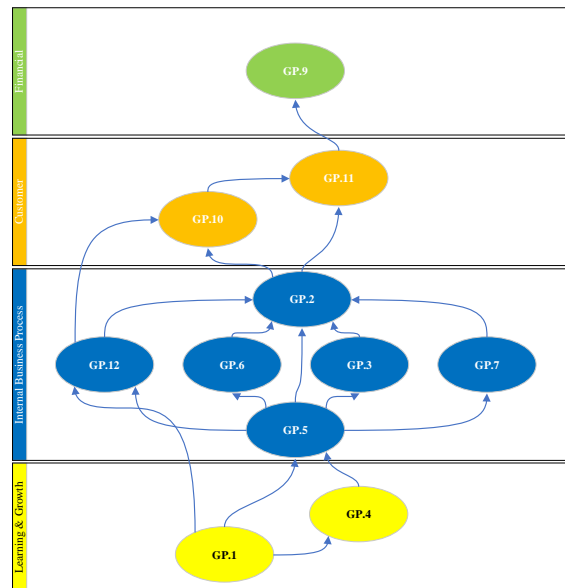 Financial
GP.9
Customer
GP.11
GP.10
Internal Business Process
GP.2
GP.12
GP.6
GP.3
GP.7
GP.5
Learning & Growth
GP.4
GP.1